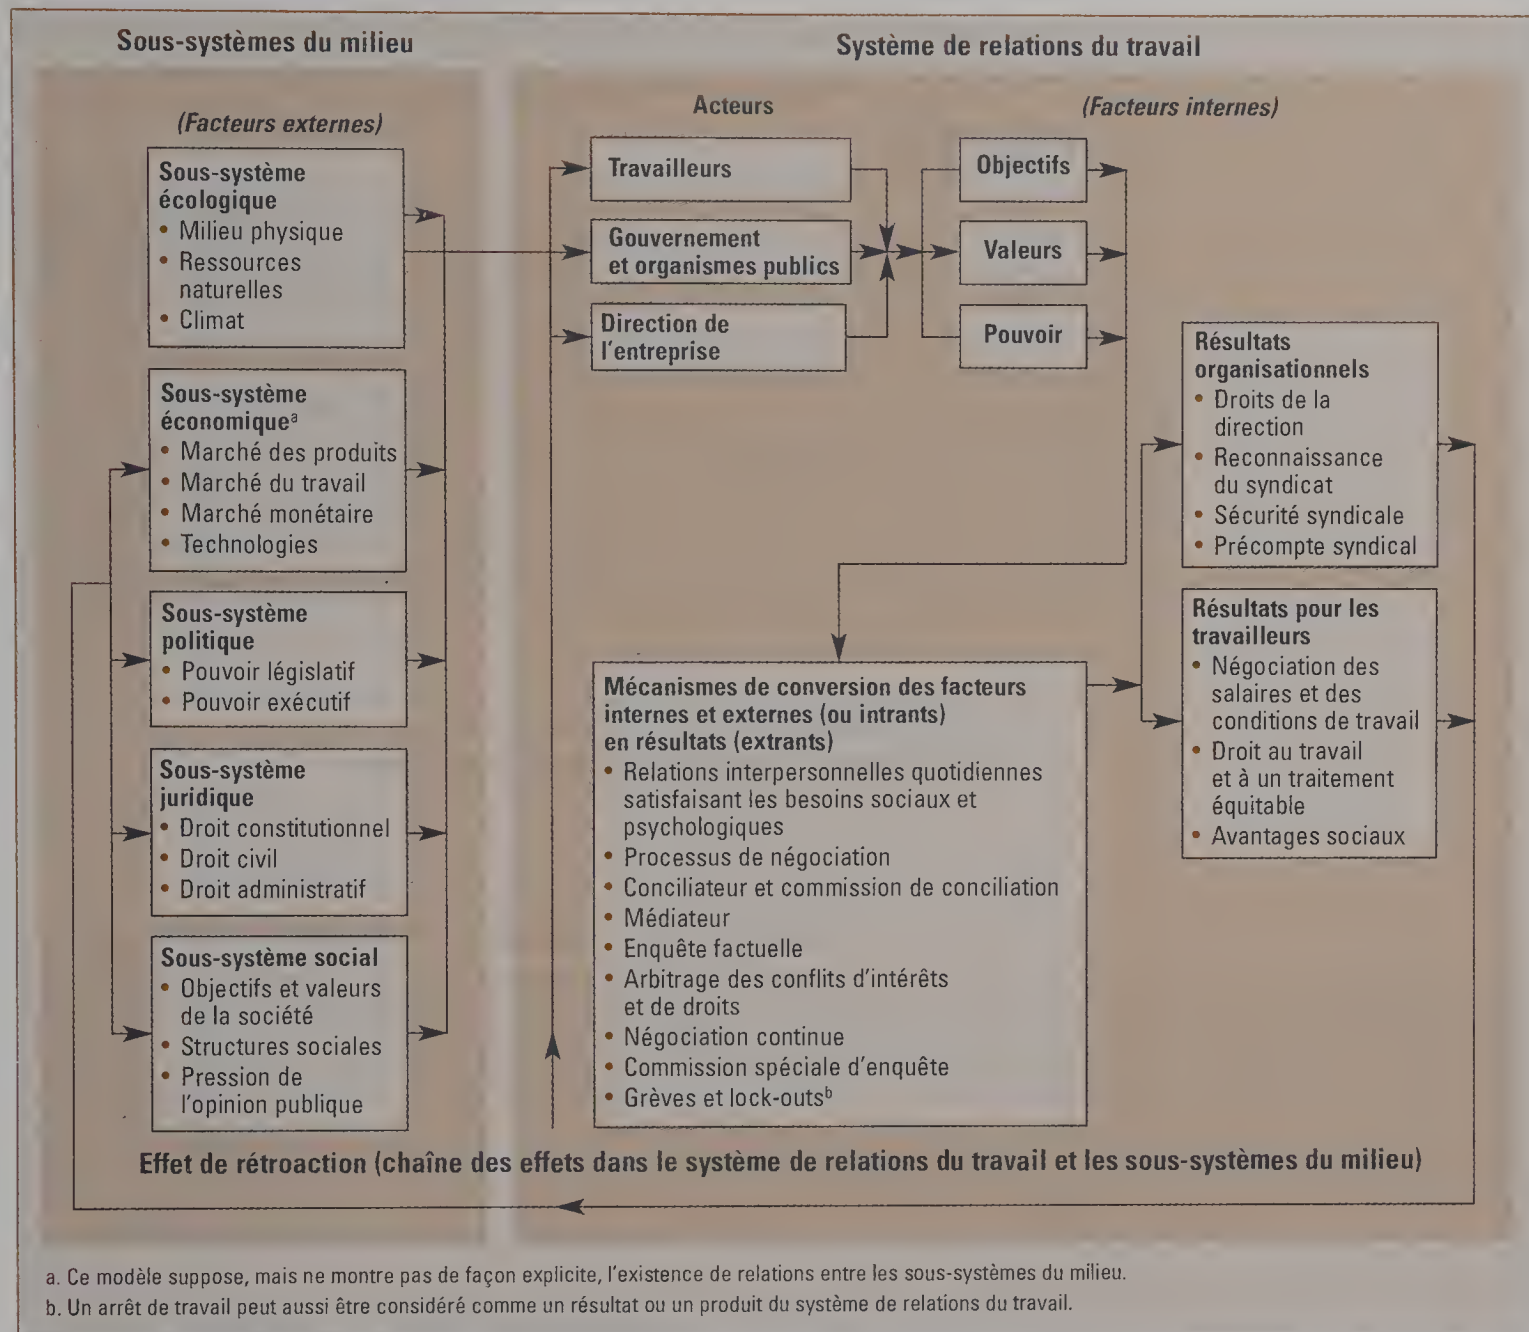 Sous-systèmes du milieu
Système de relations du travail
(Facteurs externes)
Sous-système
écologique
• Milieu physique
• Ressources
naturelles
• Climat
Sous-système
économiqueᵃ
• Marché des produits
• Marché du travail
• Marché monétaire
• Technologies
Sous-système
politique
• Pouvoir législatif
• Pouvoir exécutif
Sous-système
juridique
• Droit constitutionnel
• Droit civil
• Droit administratif
Sous-système social
• Objectifs et valeurs
de la société
• Structures sociales
• Pression de
l'opinion publique
Acteurs
(Facteurs internes)
Travailleurs
Gouvernement
et organismes publics
Direction de
l'entreprise
Objectifs
Valeurs
Pouvoir
Mécanismes de conversion des facteurs
internes et externes (ou intrants)
en résultats (extrants)
• Relations interpersonnelles quotidiennes
satisfaisant les besoins sociaux et
psychologiques
• Processus de négociation
• Conciliateur et commission de conciliation
• Médiateur
• Enquête factuelle
• Arbitrage des conflits d'intérêts
et de droits
• Négociation continue
• Commission spéciale d'enquête
• Grèves et lock-outsᵇ
Résultats
organisationnels
• Droits de la
direction
• Reconnaissance
du syndicat
• Sécurité syndicale
• Précompte syndical
Résultats pour les
travailleurs
• Négociation des
salaires et des
conditions de travail
• Droit au travail
et à un traitement
équitable
• Avantages sociaux
Effet de rétroaction (chaîne des effets dans le système de relations du travail et les sous-systèmes du milieu)
a. Ce modèle suppose, mais ne montre pas de façon explicite, l'existence de relations entre les sous-systèmes du milieu.
b. Un arrêt de travail peut aussi être considéré comme un résultat ou un produit du système de relations du travail.